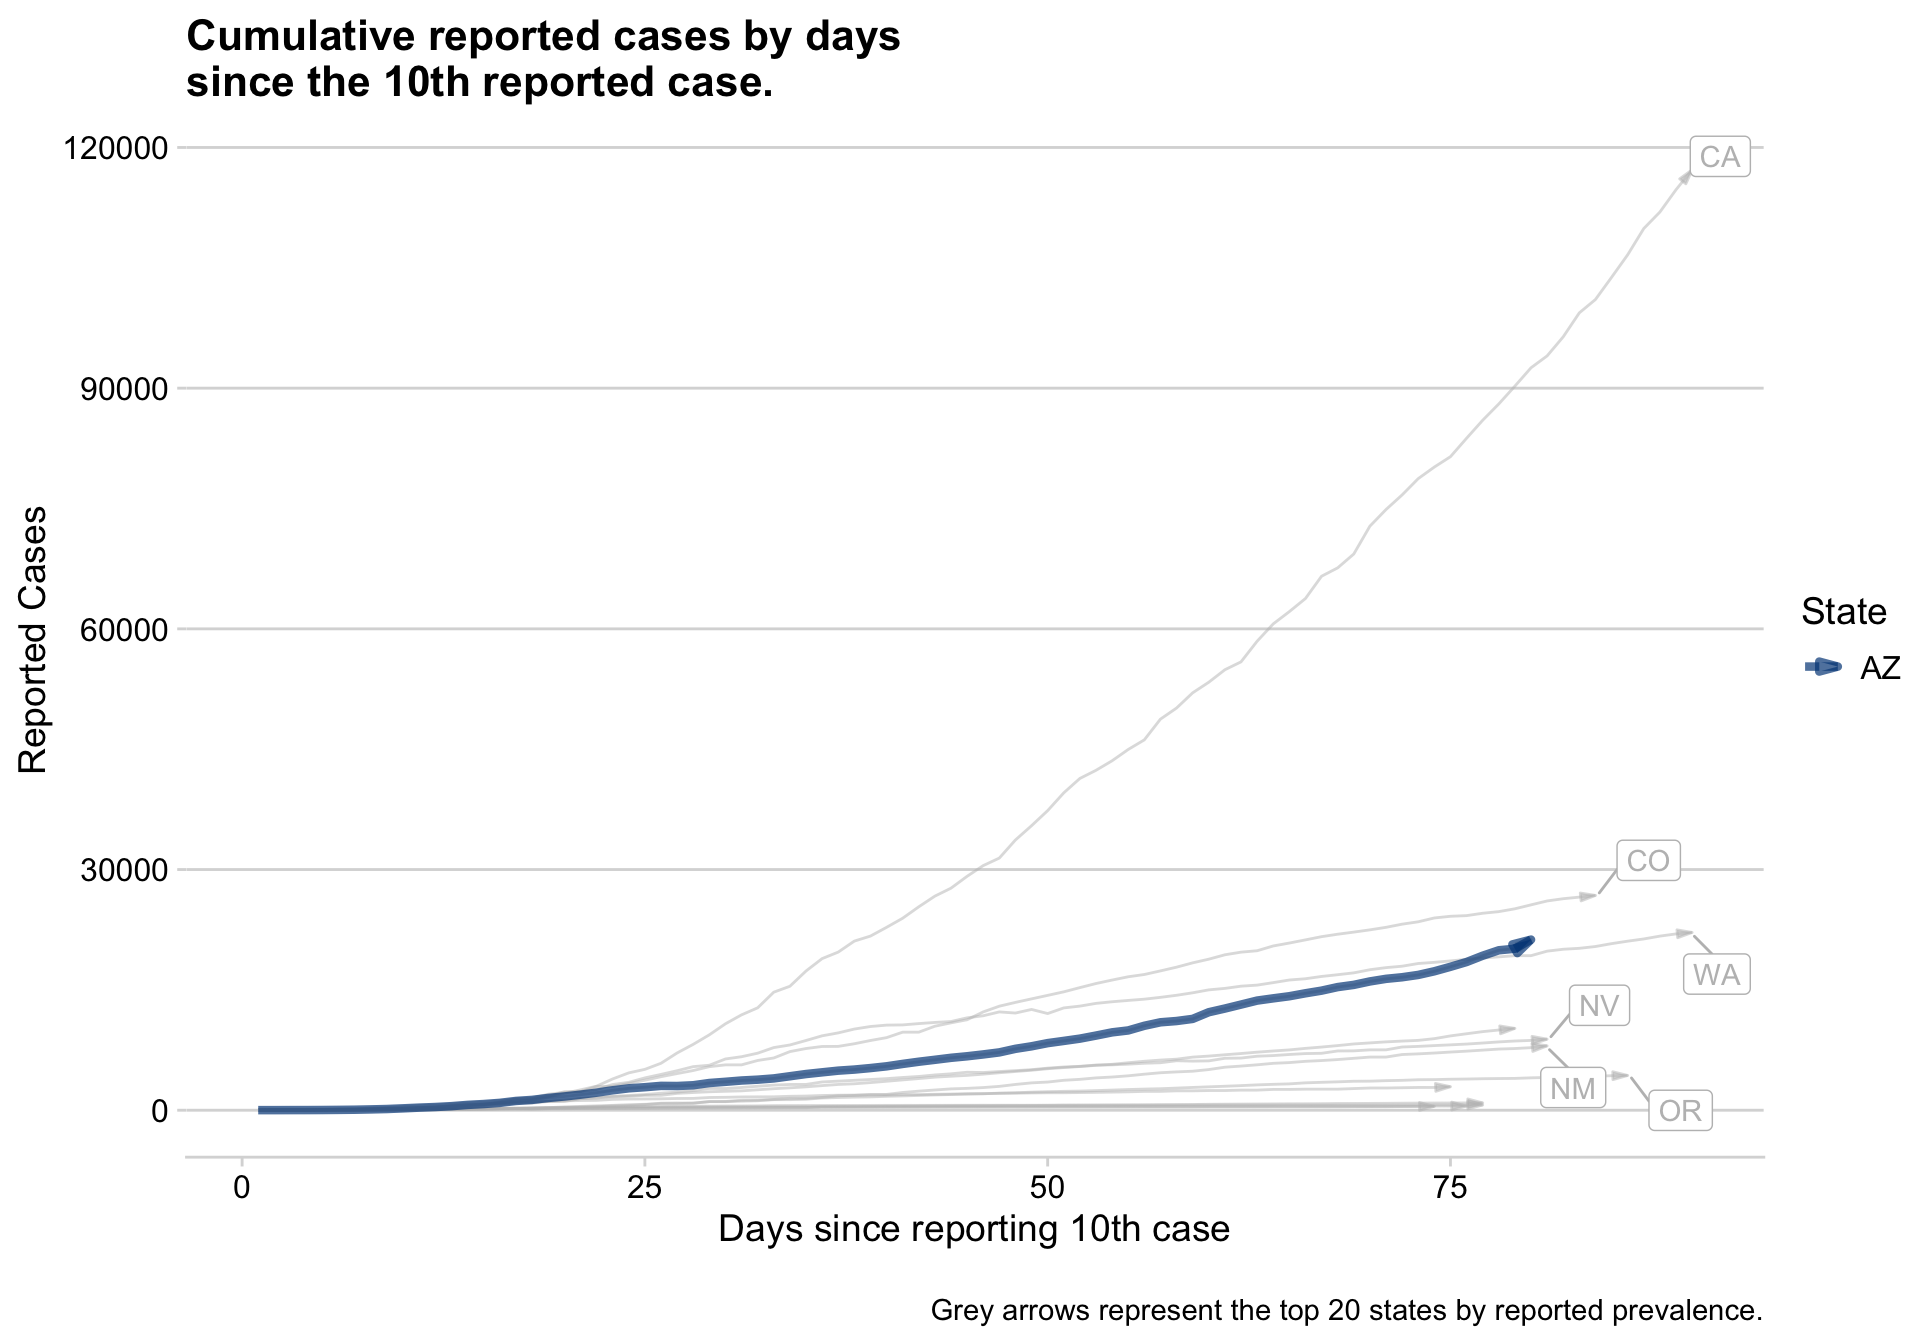 Cumulative reported cases by days
since the 10th reported case.
120000
90000
60000
30000
0
Reported Cases
CA
CO
WA
NV
NM
OR
State
AZ
0
25
50
75
Days since reporting 10th case
Grey arrows represent the top 20 states by reported prevalence.